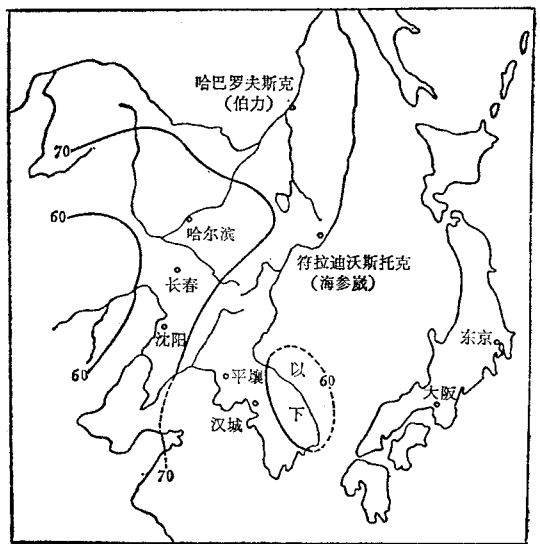 哈巴罗夫斯克
（伯力）
70
60
哈尔滨
符拉迪沃斯托克
（海参崴）
长春
沈阳
东京
60
平壤
以
60
大阪
汉城
下
70